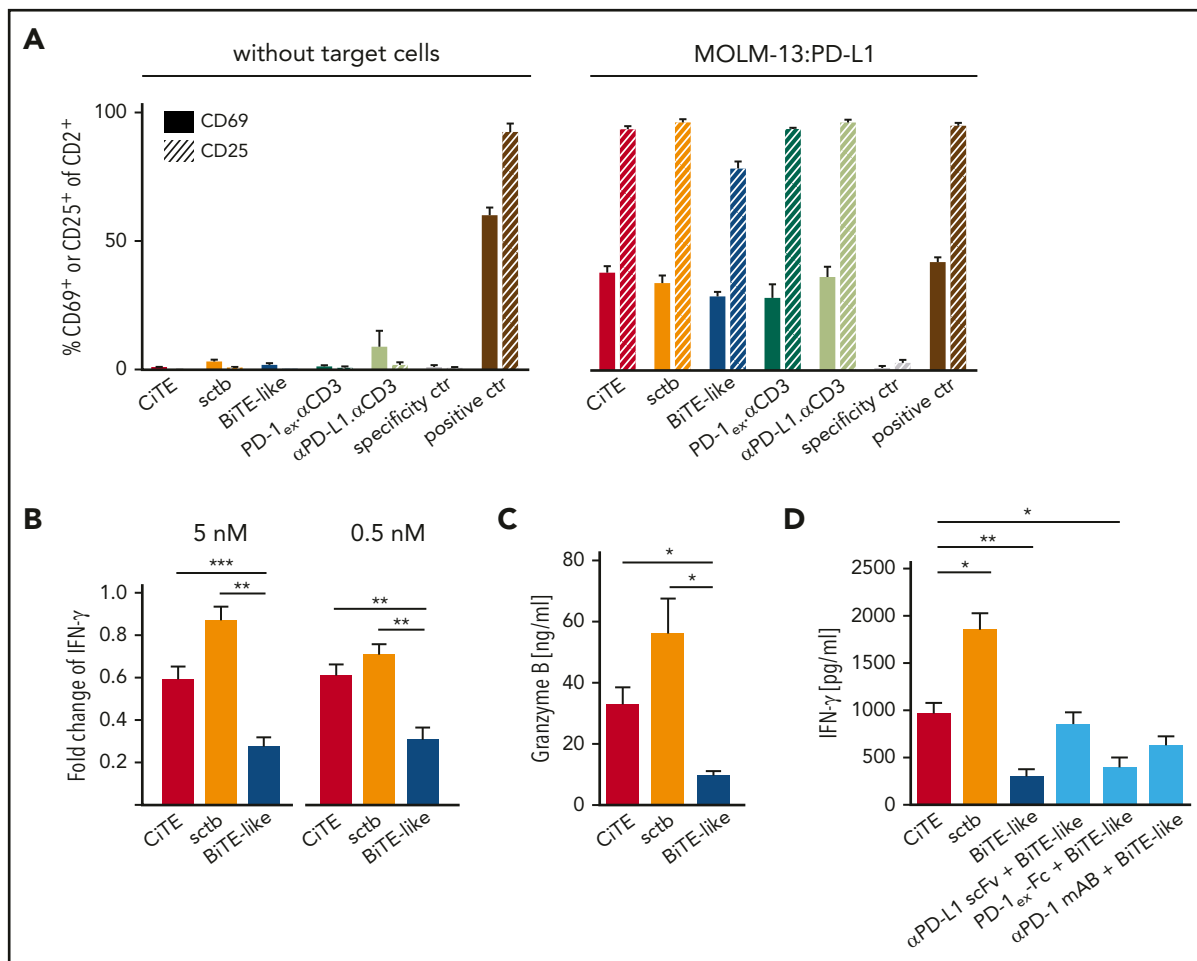 A
without target cells
MOLM-13:PD-L1
% CD69+ or CD25+ of CD2+
100
50
0
CD69
CD25
CiTE
sctb
BiTE-like
PD-1ex.αCD3
αPD-L1.αCD3
specificity ctr
positive ctr
CiTE
sctb
BiTE-like
PD-1ex.αCD3
αPD-L1.αCD3
specificity ctr
positive ctr
B
5 nM
0.5 nM
Fold change of IFN-γ
1.0
0.8
0.6
0.4
0.2
***
**
**
**
CiTE
sctb
BiTE-like
CiTE
sctb
BiTE-like
C
Granzyme B [ng/ml]
80
60
40
20
0
*
*
CiTE
sctb
BiTE-like
D
IFN-γ [pg/ml]
2500
2000
1500
1000
500
0
*
**
*
CiTE
sctb
BiTE-like
αPD-L1 scFv + BiTE-like
PD-1ex-Fc + BiTE-like
αPD-1 mAB + BiTE-like